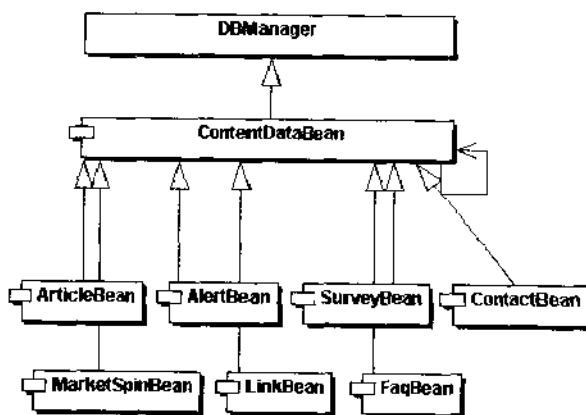 DBManager
ContentDataBean
ArticleBean
AlertBean
SurveyBean
ContactBean
MarketSpinBean
LinkBean
FaqBean